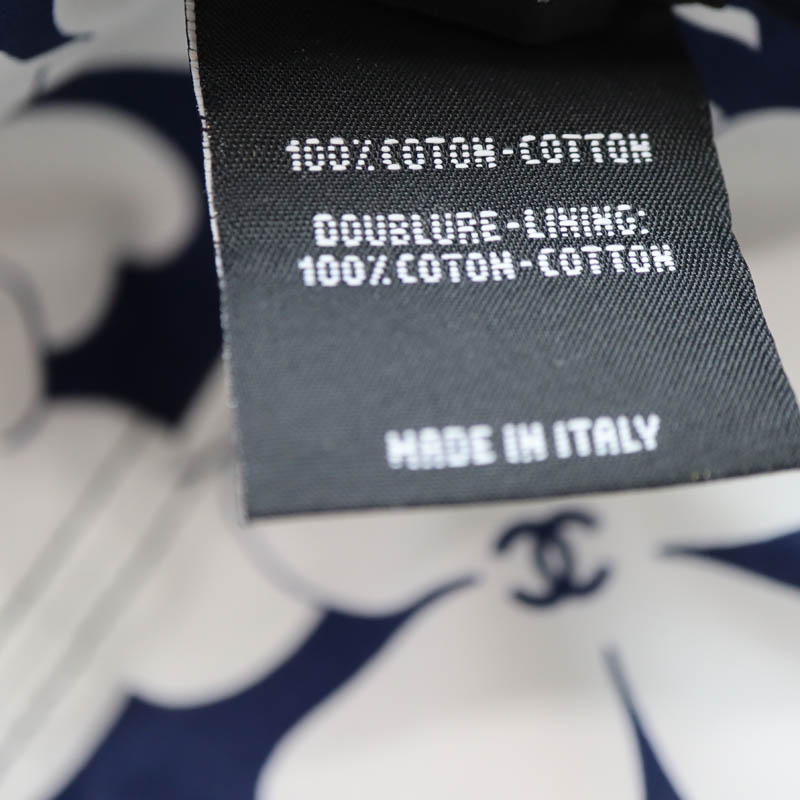 100% COTON-COTTON
DOUBLURE-LINING:
100% COTON-COTTON
MADE IN ITALY